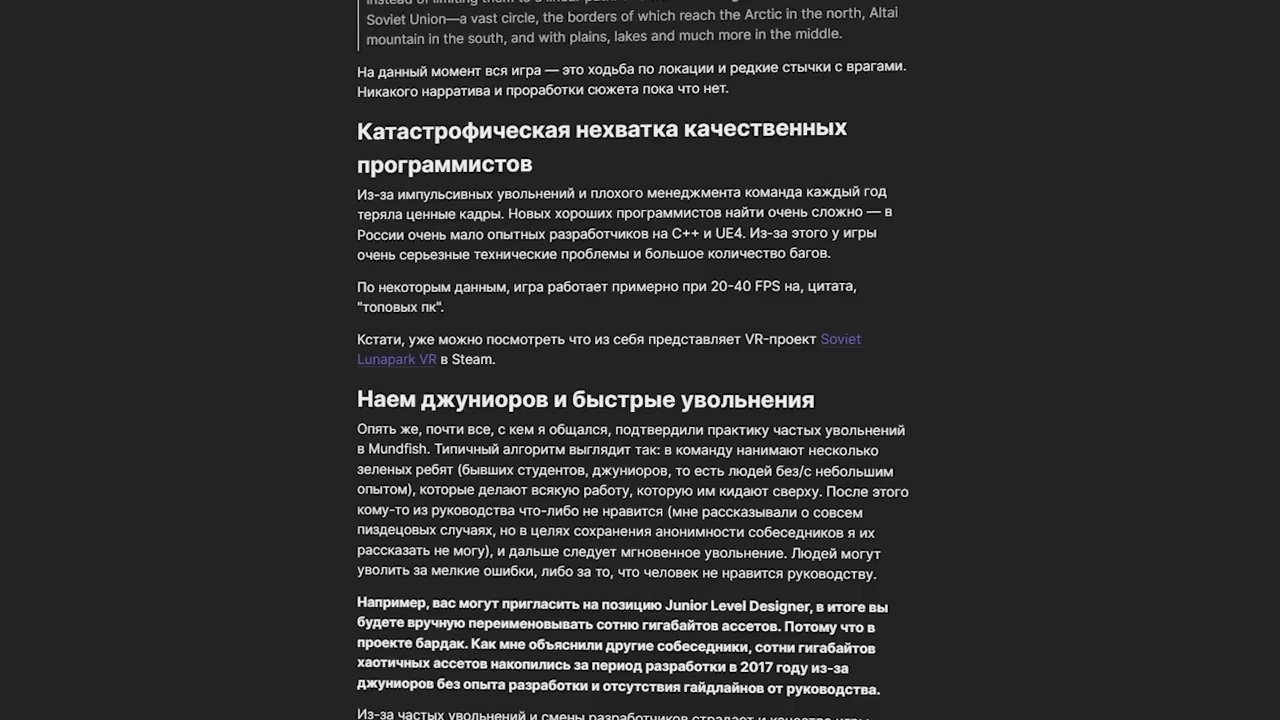 Soviet Union—a vast circle, the borders of which reach the Arctic in the north, Altai
mountain in the south, and with plains, lakes and much more in the middle.
На данный момент вся игра — это ходьба по локации и редкие стычки с врагами.
Никакого нарратива и проработки сюжета пока что нет.
Катастрофическая нехватка качественных
программистов
Из-за импульсивных увольнений и плохого менеджмента команда каждый год
теряла ценные кадры. Новых хороших программистов найти очень сложно — в
России очень мало опытных разработчиков на C++ и UE4. Из-за этого у игры
очень серьезные технические проблемы и большое количество багов.
По некоторым данным, игра работает примерно при 20-40 FPS на, цитата,
"топовых пк".
Кстати, уже можно посмотреть что из себя представляет VR-проект Soviet
Lunapark VR в Steam.
Наем джуниоров и быстрые увольнения
Опять же, почти все, с кем я общался, подтвердили практику частых увольнений
в Mundfish. Типичный алгоритм выглядит так: в команду нанимают несколько
зеленых ребят (бывших студентов, джуниоров, то есть людей без/с небольшим
опытом), которые делают всякую работу, которую им кидают сверху. После этого
кому-то из руководства что-либо не нравится (мне рассказывали о совсем
пиздецовых случаях, но в целях сохранения анонимности собеседников я их
рассказать не могу), и дальше следует мгновенное увольнение. Людей могут
уволить за мелкие ошибки, либо за то, что человек не нравится руководству.
Например, вас могут пригласить на позицию Junior Level Designer, в итоге вы
будете вручную переименовывать сотню гигабайтов ассетов. Потому что в
проекте бардак. Как мне объяснили другие собеседники, сотни гигабайтов
хаотичных ассетов накопились за период разработки в 2017 году из-за
джуниоров без опыта разработки и отсутствия гайдлайнов от руководства.
Из-за частых увольнений и смены разработчиков страдает и качество игры